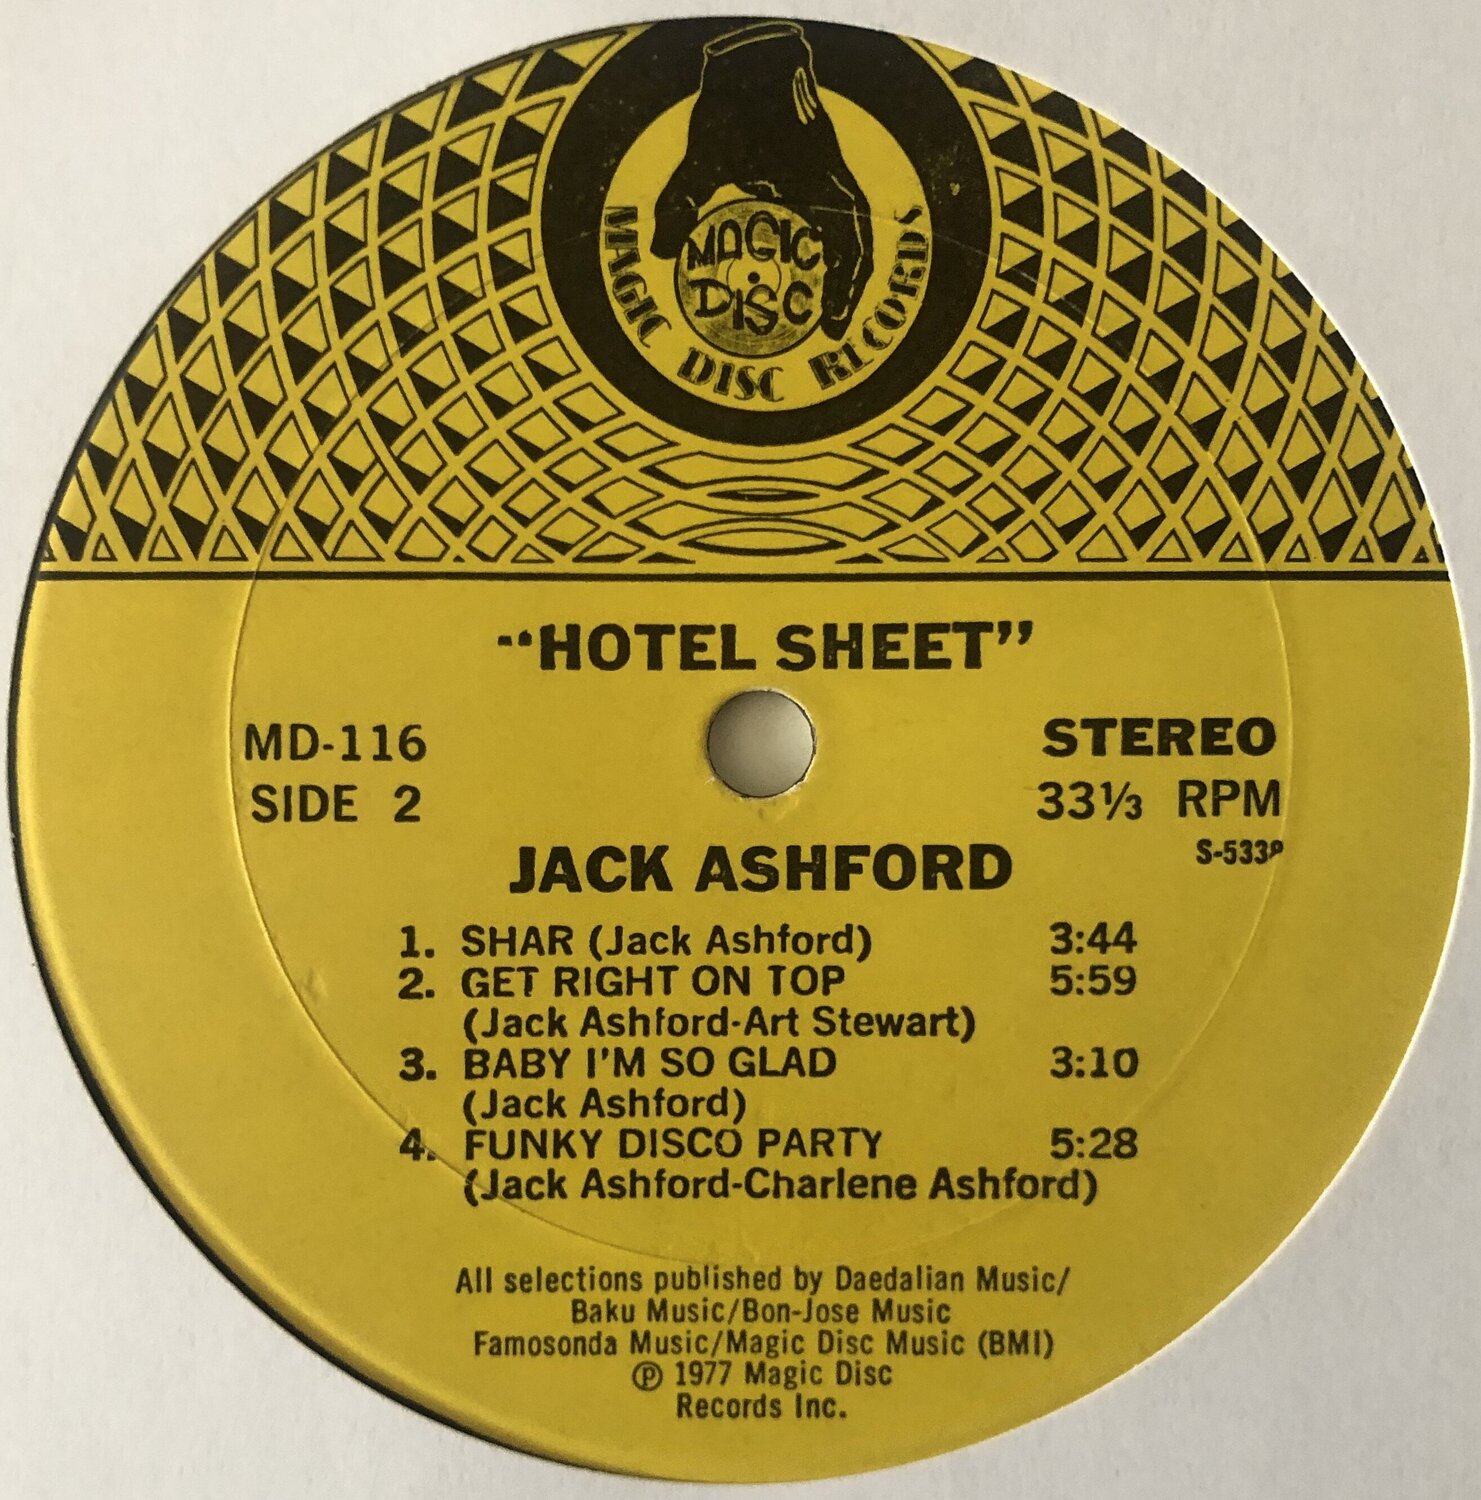 MAGIC
DISC
MAGIC DISC RECORDS
"HOTEL SHEET"
MD-116
STEREO
SIDE 2
33⅓ RPM
JACK ASHFORD
1. SHAR (Jack Ashford) 3:44
2. GET RIGHT ON TOP 5:59
(Jack Ashford-Art Stewart)
3. BABY I'M SO GLAD 3:10
(Jack Ashford)
4. FUNKY DISCO PARTY 5:28
(Jack Ashford-Charlene Ashford)
All selections published by Daedalian Music/
Baku Music/Bon-Jose Music
Famosonda Music/Magic Disc Music (BMI)
℗ 1977 Magic Disc
Records Inc.